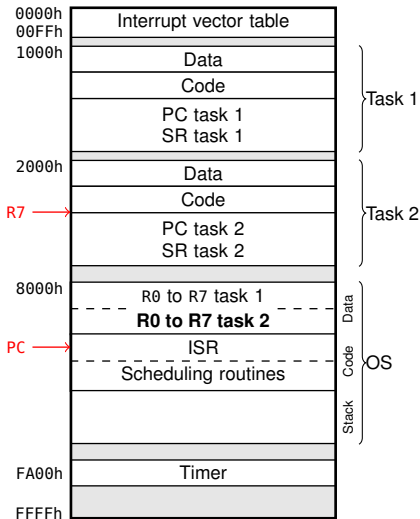 0000h
Interrupt vector table
00FFh
1000h
Data
Code
Task 1
PC task 1
SR task 1
2000h
Data
Code
R7
Task 2
PC task 2
SR task 2
8000h
R0 to R7 task 1
Data
R0 to R7 task 2
PC
ISR
Code
OS
Scheduling routines
Stack
FA00h
Timer
FFFFh